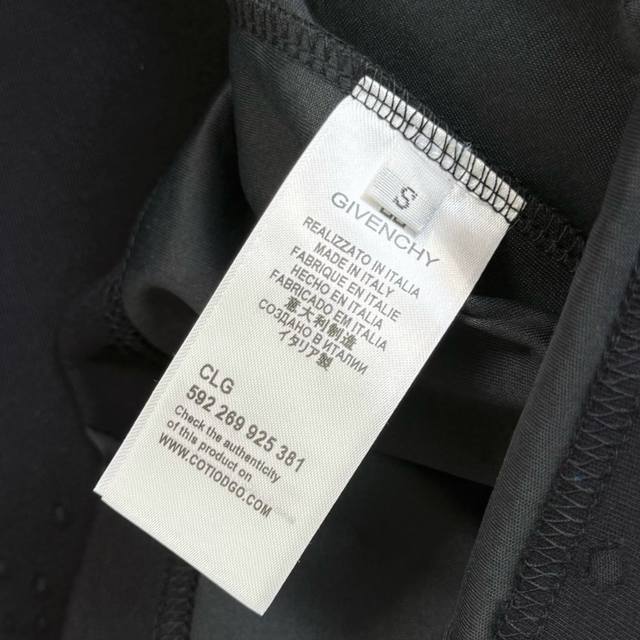 S
GIVENCHY
REALIZZATO IN ITALIA
MADE IN ITALY
FABRIQUE EN ITALIE
HECHO EN ITALIA
FABRICADO EM ITALIA
意大利制造
СОЗДАНО В ИТАЛИИ
イタリア製
CLG
592 269 925 381
Check the authenticity
of this product on
WWW.COTIODGO.COM